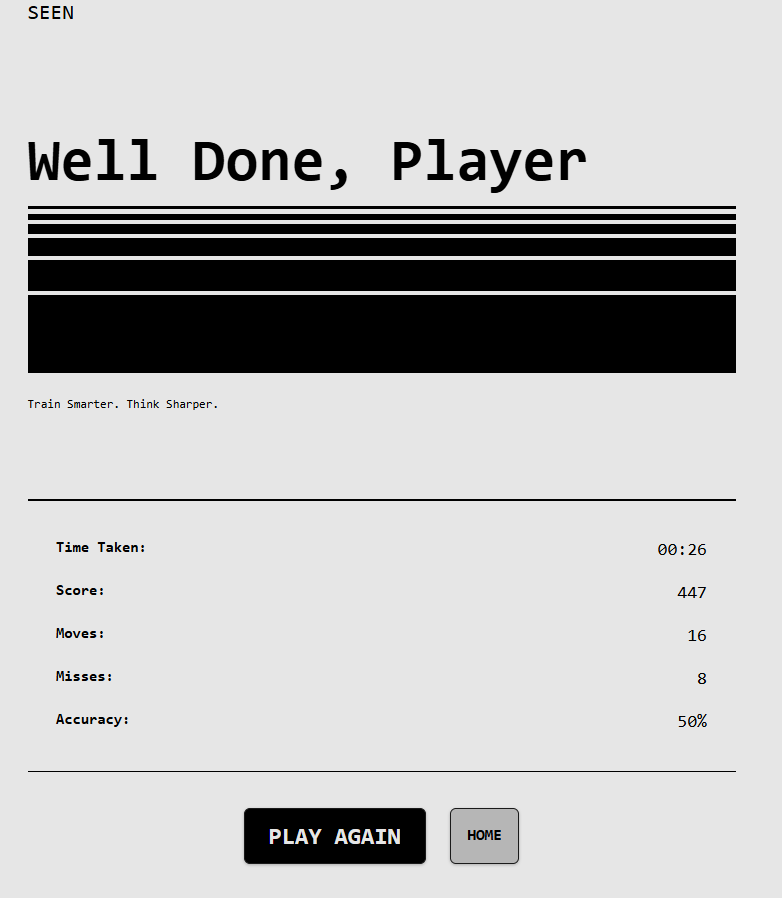 SEEN
Well Done, Player
Train Smarter. Think Sharper.
Time Taken: 00:26
Score: 447
Moves: 16
Misses: 8
Accuracy: 50%
PLAY AGAIN HOME